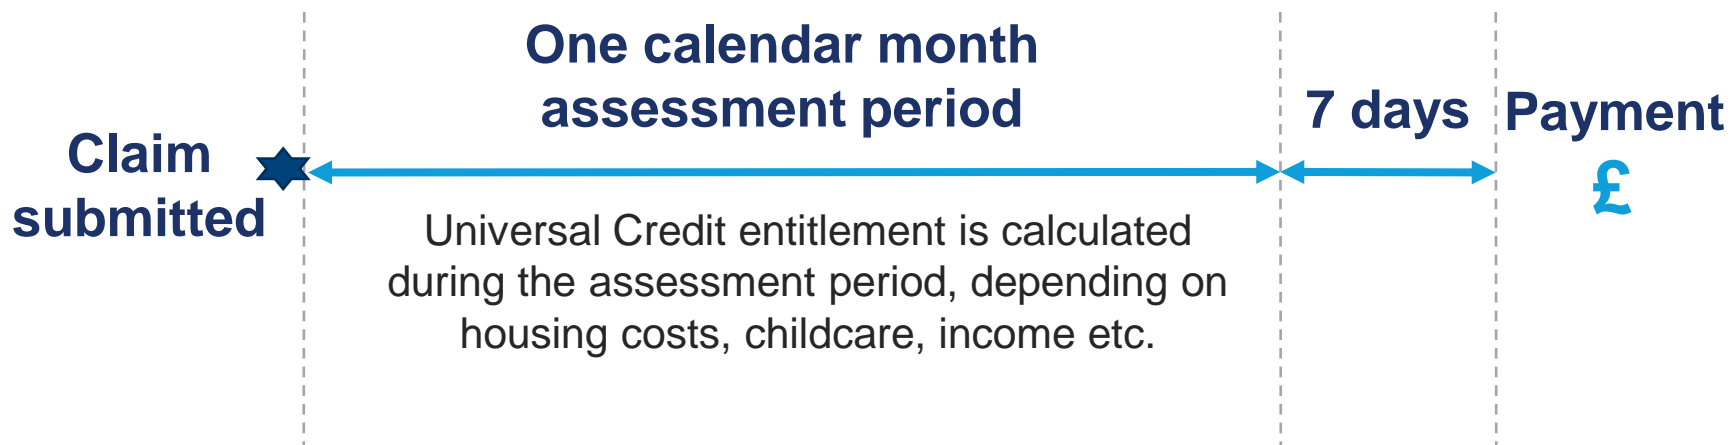 Claim
submitted
One calendar month
assessment period
Universal Credit entitlement is calculated
during the assessment period, depending on
housing costs, childcare, income etc.
7 days
Payment
£